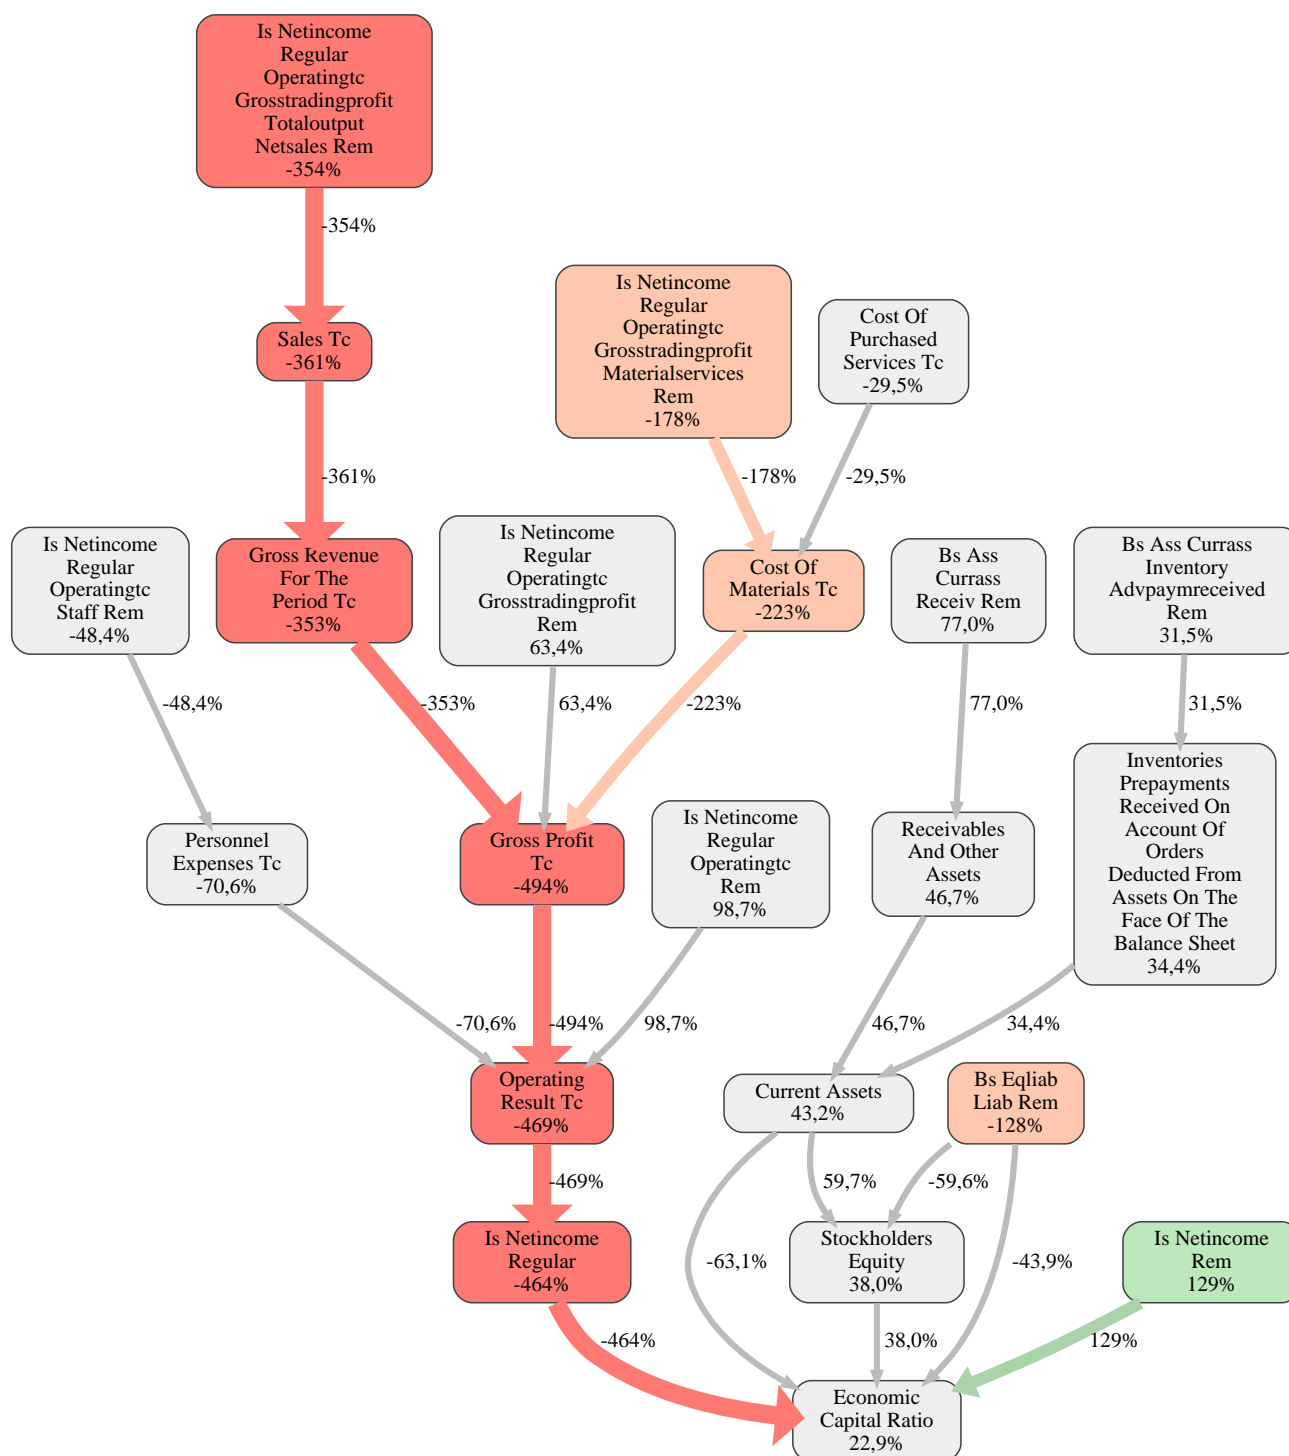 Is Netincome
Regular
Operatingtc
Grosstradingprofit
Totaloutput
Netsales Rem
-354%
-354%
Sales Tc
-361%
Is Netincome
Regular
Operatingtc
Grosstradingprofit
Materialservices
Rem
-178%
Cost Of
Purchased
Services Tc
-29,5%
-361%
-178%
-29,5%
Is Netincome
Regular
Operatingtc
Staff Rem
-48,4%
Gross Revenue
For The
Period Tc
-353%
Is Netincome
Regular
Operatingtc
Grosstradingprofit
Rem
63,4%
Cost Of
Materials Tc
-223%
Bs Ass
Currass
Receiv Rem
77,0%
Bs Ass Currass
Inventory
Advpaymreceived
Rem
31,5%
-48,4%
-353%
63,4%
-223%
77,0%
31,5%
Personnel
Expenses Tc
-70,6%
Gross Profit
Tc
-494%
Is Netincome
Regular
Operatingtc
Rem
98,7%
Receivables
And Other
Assets
46,7%
Inventories
Prepayments
Received On
Account Of
Orders
Deducted From
Assets On The
Face Of The
Balance Sheet
34,4%
-70,6%
-494%
98,7%
46,7%
34,4%
Operating
Result Tc
-469%
Current Assets
43,2%
Bs Eqliab
Liab Rem
-128%
-469%
59,7%
-59,6%
Is Netincome
Regular
-464%
-63,1%
Stockholders
Equity
38,0%
-43,9%
Is Netincome
Rem
129%
-464%
38,0%
129%
Economic
Capital Ratio
22,9%